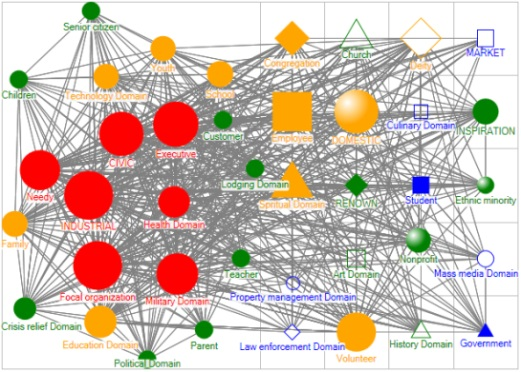 Senior citizen
Youth
Congregation
Church
Deity
MARKET
Children
Technology Domain
School
Customer
Employee
DOMESTIC
Culinary Domain
INSPIRATION
CIVIC
Executive
Needy
Lodging Domain
Spritual Domain
RENOWN
Student
Ethnic minority
INDUSTRIAL
Health Domain
Family
Teacher
Art Domain
Nonprofit
Mass media Domain
Focal organization
Military Domain
Property management Domain
Crisis relief Domain
Education Domain
Parent
Law enforcement Domain
Volunteer
History Domain
Government
Political Domain